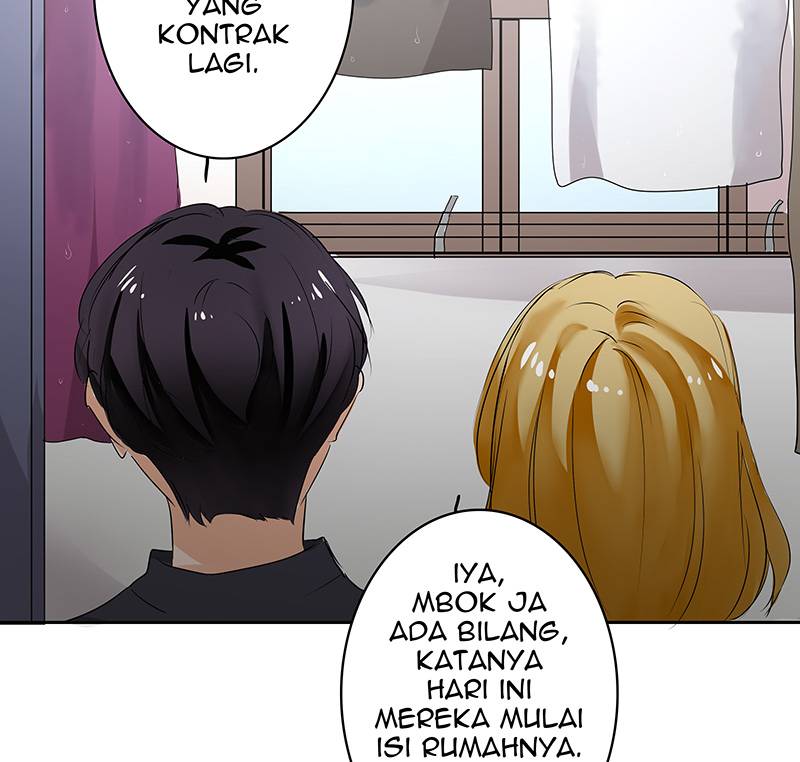 YANG
KONTRAK
LAGI.
IYA,
MBOK JA
ADA BILANG,
KATANYA
HARI INI
MEREKA MULAI
ISI RUMAHNYA.